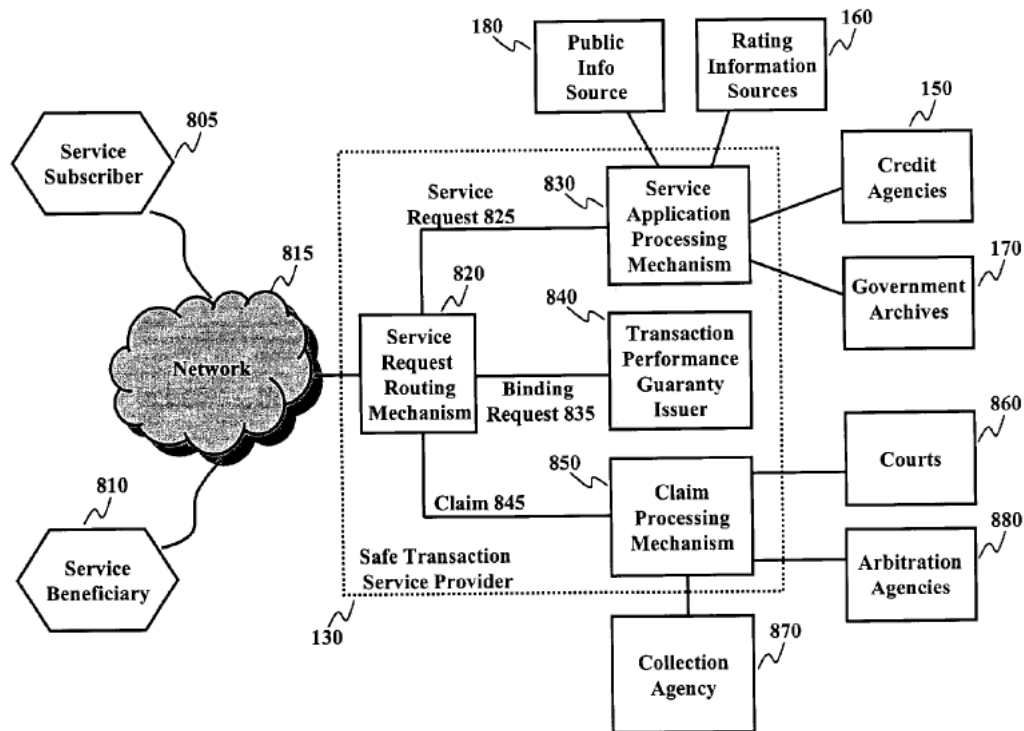 180
Public
Info
Source
Rating
Information
Sources
160
150
Credit
Agencies
805
Service
Subscriber
Service
Request 825
830
Service
Application
Processing
Mechanism
170
Government
Archives
815
Network
820
Service
Request
Routing
Mechanism
840
Transaction
Performance
Guaranty
Issuer
Binding
Request 835
860
Courts
850
Claim
Processing
Mechanism
Claim 845
810
Service
Beneficiary
Safe Transaction
Service Provider
130
880
Arbitration
Agencies
870
Collection
Agency